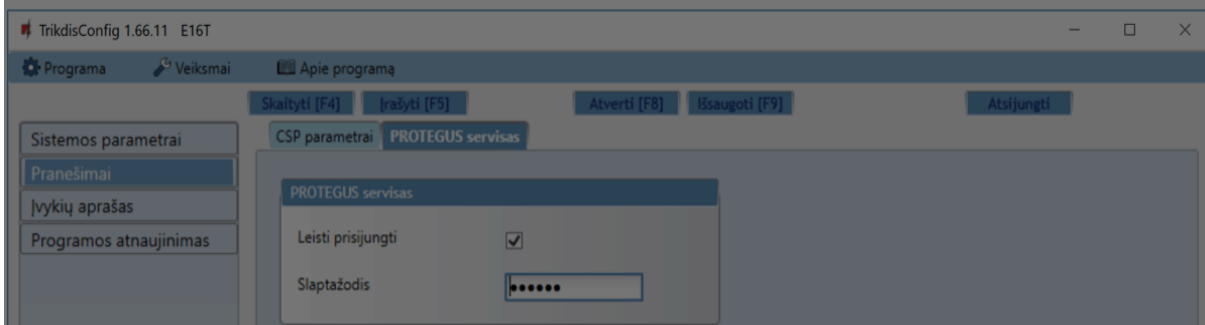 TrikdisConfig 1.66.11 E16T
Programa Veiksmai Apie programą
Skaityti [F4] Įrašyti [F5] Atverti [F8] Išsaugoti [F9] Atsijungti
Sistemos parametrai
Pranešimai
Įvykių aprašas
Programos atnaujinimas
CSP parametrai PROTEGUS servisas
PROTEGUS servisas
Leisti prisijungti
Slaptažodis ••••••